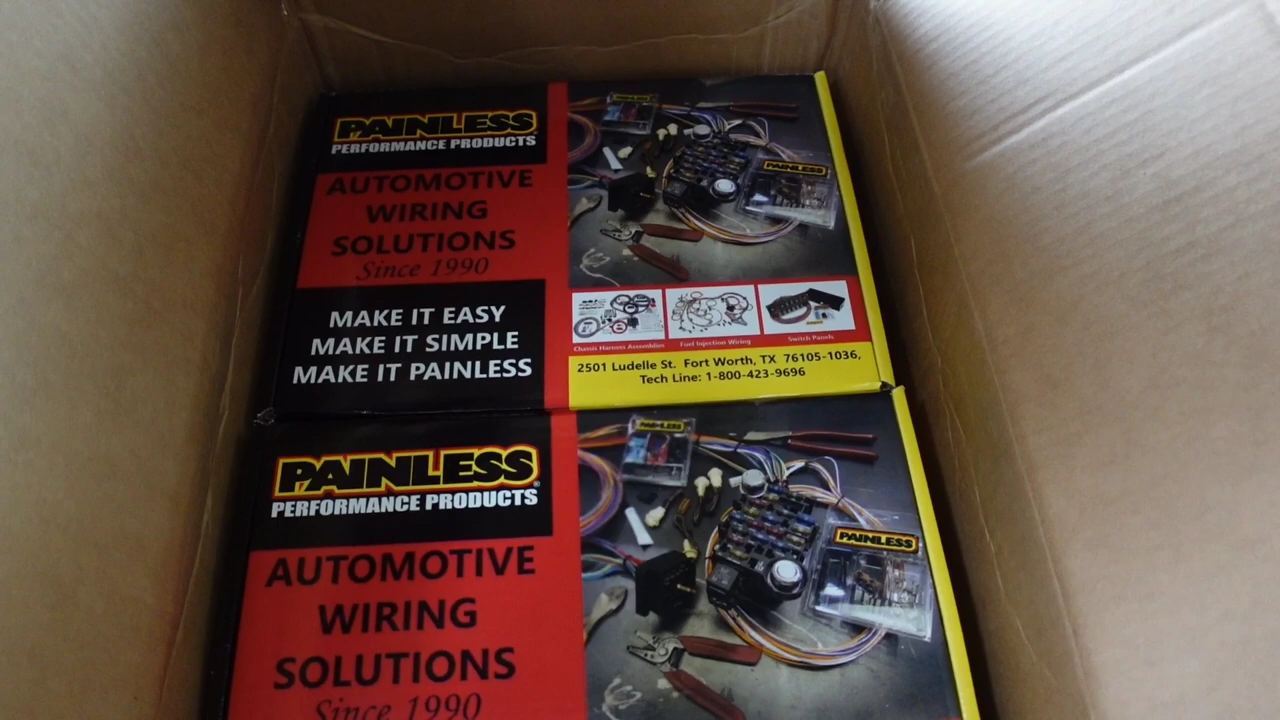 PAINLESS
PERFORMANCE PRODUCTS
AUTOMOTIVE
WIRING
SOLUTIONS
Since 1990
MAKE IT EASY
MAKE IT SIMPLE
MAKE IT PAINLESS
PAINLESS
PAINLESS
Chassis Harness Assemblies
Fuel Injection Wiring
Switch Panels
2501 Ludelle St. Fort Worth, TX 76105-1036,
Tech Line: 1-800-423-9696
PAINLESS
PERFORMANCE PRODUCTS
AUTOMOTIVE
WIRING
SOLUTIONS
Since 1990
PAINLESS
PAINLESS